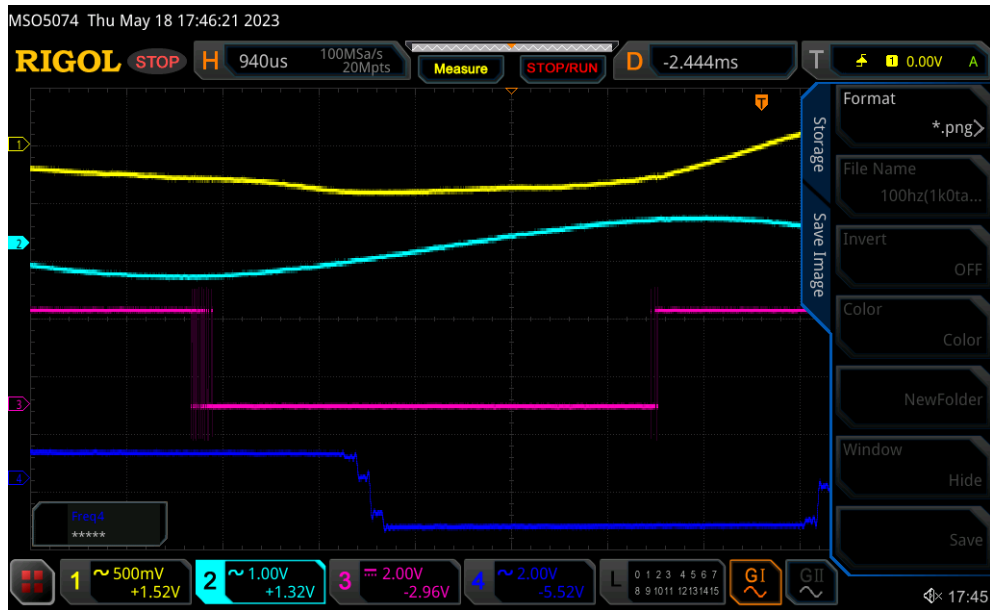 MSO5074 Thu May 18 17:46:21 2023
RIGOL STOP H 940us 100MSa/s 20Mpts Measure STOP/RUN D -2.444ms T 1 0.00V A
T
1
2
3
4
Storage
Save Image
Format
*.png>
File Name
100hz(1k0ta...
Invert
OFF
Color
Color
NewFolder
Window
Hide
Save
Freq4
*****
1 500mV +1.52V
2 1.00V +1.32V
3 2.00V -2.96V
4 2.00V -5.52V
L 0 1 2 3 4 5 6 7
8 9 10 11 12 13 14 15
GI
GII
17:45